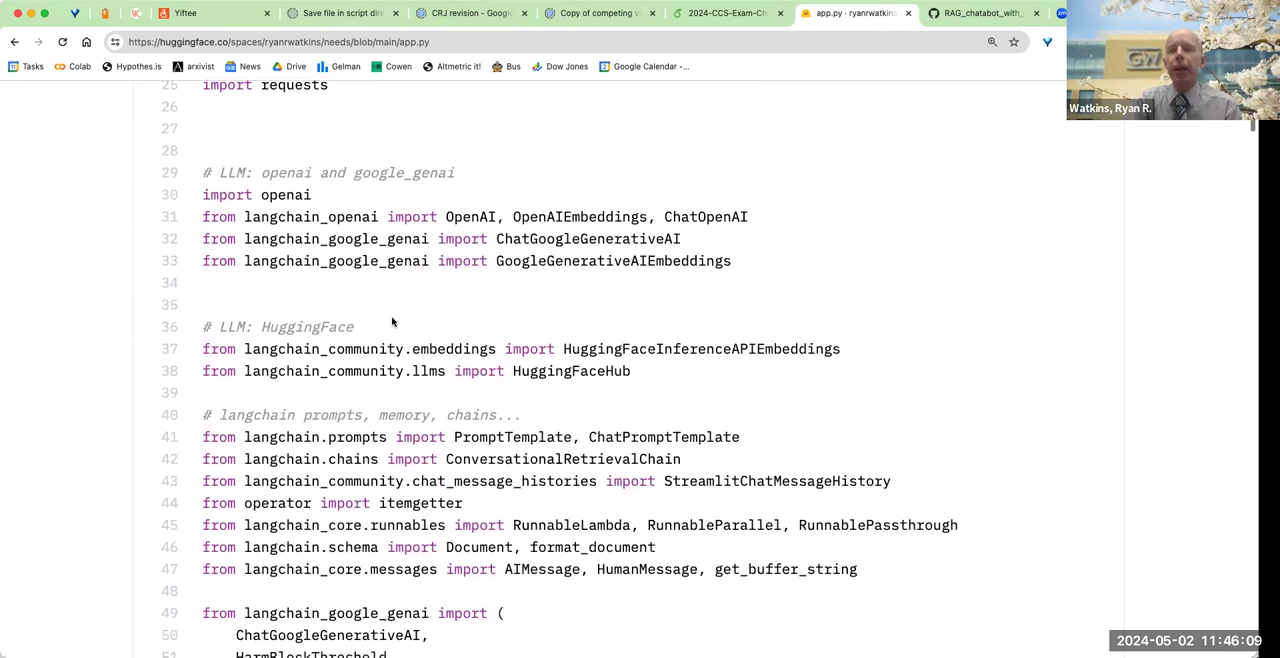 Yiftee
Save file in script dire
CRJ revision - Google
Copy of competing v
2024-CCS-Exam-Ch
app.py · ryanrwatkins
RAG_chatabot_with_
zm
https://huggingface.co/spaces/ryanrwatkins/needs/blob/main/app.py
Tasks
Colab
Hypothes.is
arxivist
News
Drive
Gelman
Cowen
Altmetric it!
Bus
Dow Jones
Google Calendar -...
GW
Watkins, Ryan R.
25 import requests
26
27
28
29 # LLM: openai and google_genai
30 import openai
31 from langchain_openai import OpenAI, OpenAIEmbeddings, ChatOpenAI
32 from langchain_google_genai import ChatGoogleGenerativeAI
33 from langchain_google_genai import GoogleGenerativeAIEmbeddings
34
35
36 # LLM: HuggingFace
37 from langchain_community.embeddings import HuggingFaceInferenceAPIEmbeddings
38 from langchain_community.llms import HuggingFaceHub
39
40 # langchain prompts, memory, chains...
41 from langchain.prompts import PromptTemplate, ChatPromptTemplate
42 from langchain.chains import ConversationalRetrievalChain
43 from langchain_community.chat_message_histories import StreamlitChatMessageHistory
44 from operator import itemgetter
45 from langchain_core.runnables import RunnableLambda, RunnableParallel, RunnablePassthrough
46 from langchain.schema import Document, format_document
47 from langchain_core.messages import AIMessage, HumanMessage, get_buffer_string
48
49 from langchain_google_genai import (
50 ChatGoogleGenerativeAI,
51 HarmBlockThreshold
2024-05-02 11:46:09